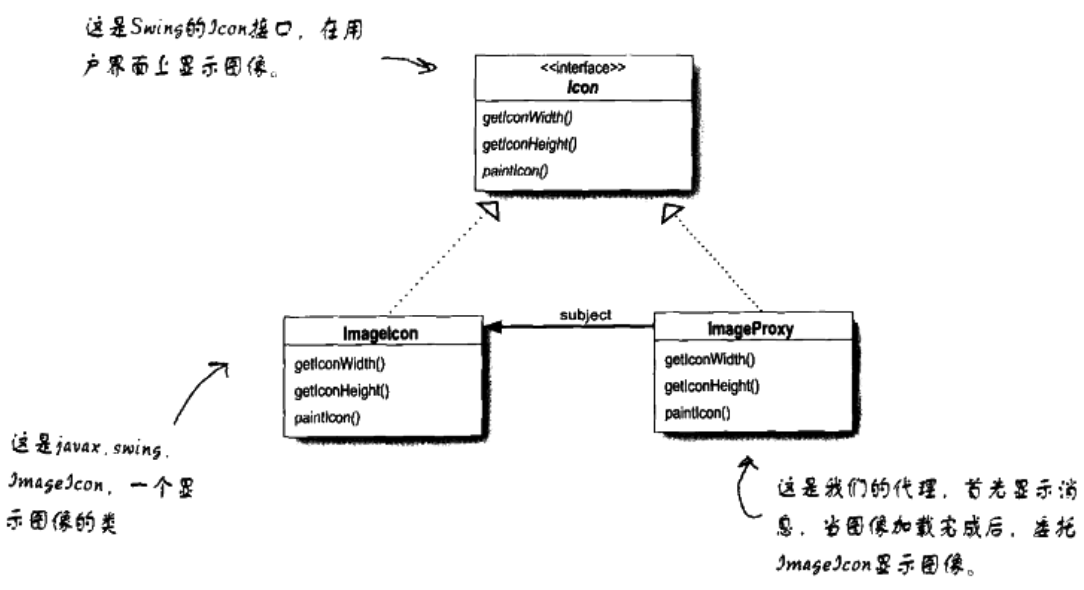 这是Swing的Icon接口，在用
户界面上显示图像。
<<interface>>
Icon
getIconWidth()
getIconHeight()
paintIcon()
ImageIcon
getIconWidth()
getIconHeight()
paintIcon()
subject
ImageProxy
getIconWidth()
getIconHeight()
paintIcon()
这是javax.swing.
ImageIcon，一个显
示图像的类
这是我们的代理，首先显示消
息，当图像加载完成后，委托
ImageIcon显示图像。